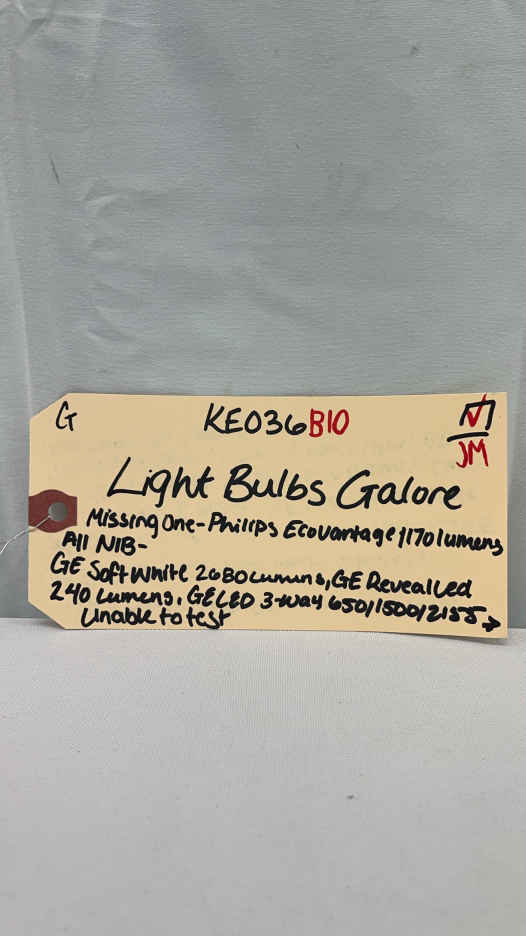 G KE036B10 JM
Light Bulbs Galore
Missing One-Philips EcoVantage 1170 lumens
All NIB-
GE Soft White 2680 Lumens, GE Reveal Led
240 Lumens, GE LED 3-Way 650/1500/2155 →
Unable to test